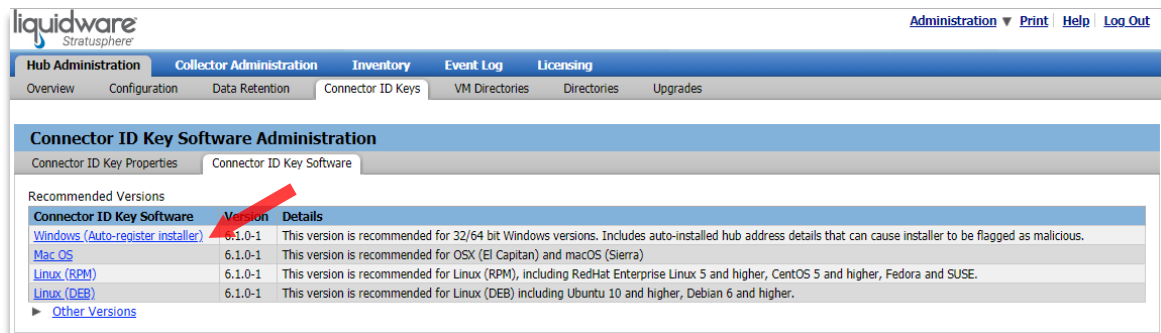 liquidware
Stratusphere
Administration ▼ Print Help Log Out
Hub Administration Collector Administration Inventory Event Log Licensing
Overview Configuration Data Retention Connector ID Keys VM Directories Directories Upgrades
Connector ID Key Software Administration
Connector ID Key Properties Connector ID Key Software
Recommended Versions
Connector ID Key Software Version Details
Windows (Auto-register installer) 6.1.0-1 This version is recommended for 32/64 bit Windows versions. Includes auto-installed hub address details that can cause installer to be flagged as malicious.
Mac OS 6.1.0-1 This version is recommended for OSX (El Capitan) and macOS (Sierra)
Linux (RPM) 6.1.0-1 This version is recommended for Linux (RPM), including RedHat Enterprise Linux 5 and higher, CentOS 5 and higher, Fedora and SUSE.
Linux (DEB) 6.1.0-1 This version is recommended for Linux (DEB) including Ubuntu 10 and higher, Debian 6 and higher.
► Other Versions